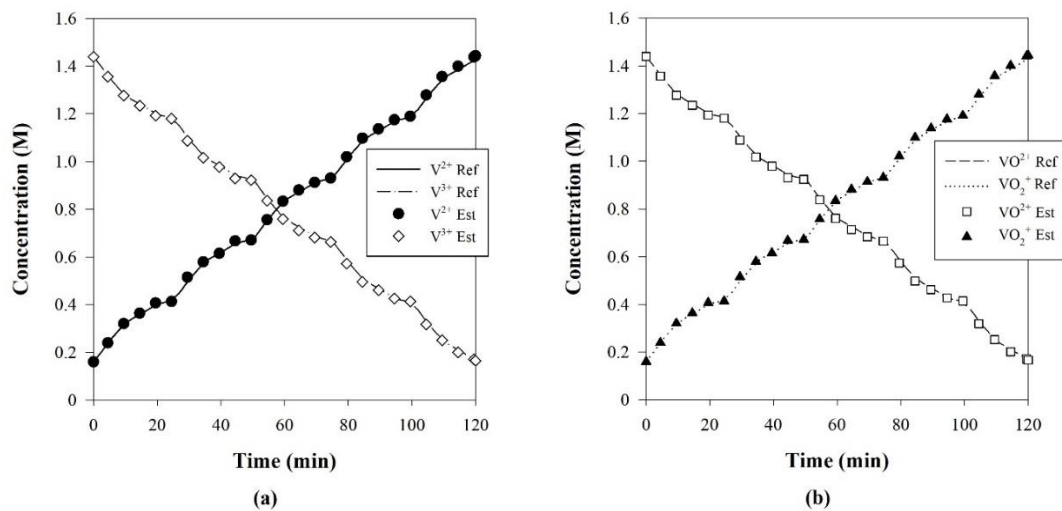 1.6
1.4
1.2
1.0
0.8
0.6
0.4
0.2
0
Concentration (M)
V²⁺ Ref
V³⁺ Ref
V²⁺ Est
V³⁺ Est
0 20 40 60 80 100 120
Time (min)
(a)
1.6
1.4
1.2
1.0
0.8
0.6
0.4
0.2
0
Concentration (M)
VO²⁺ Ref
VO₂⁺ Ref
VO²⁺ Est
VO₂⁺ Est
0 20 40 60 80 100 120
Time (min)
(b)